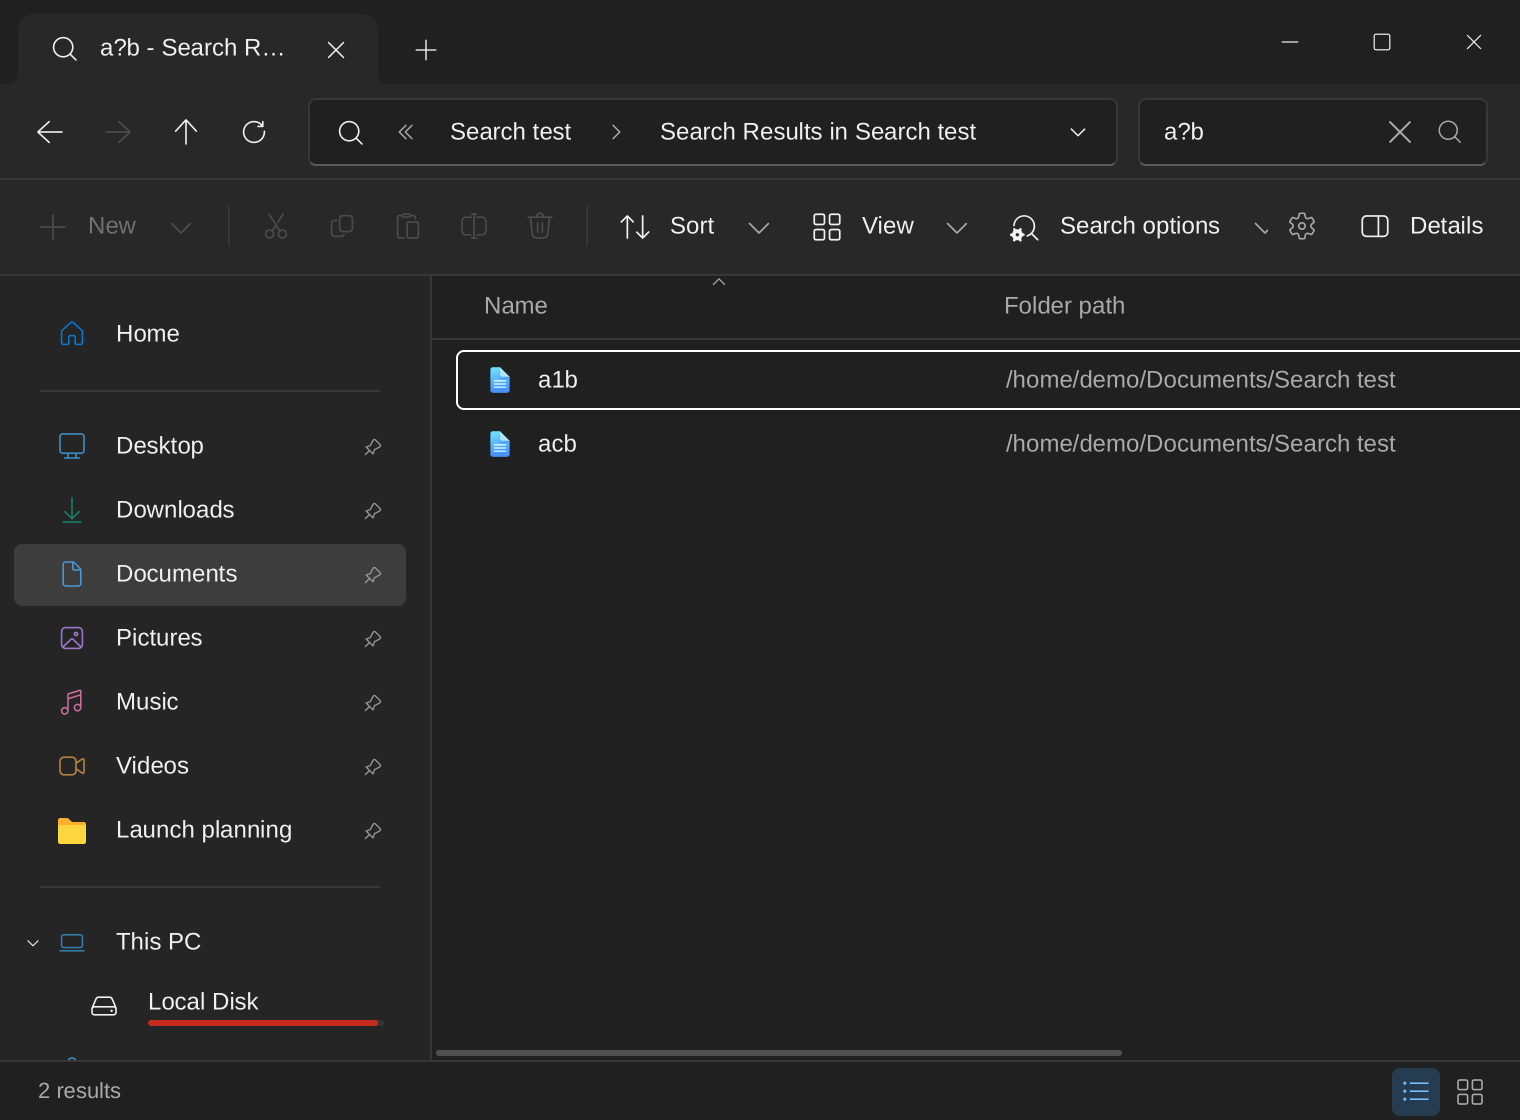 a?b - Search R…
Search test
Search Results in Search test
a?b
New
Sort
View
Search options
Details
Home
Desktop
Downloads
Documents
Pictures
Music
Videos
Launch planning
This PC
Local Disk
Name
Folder path
a1b
/home/demo/Documents/Search test
acb
/home/demo/Documents/Search test
2 results